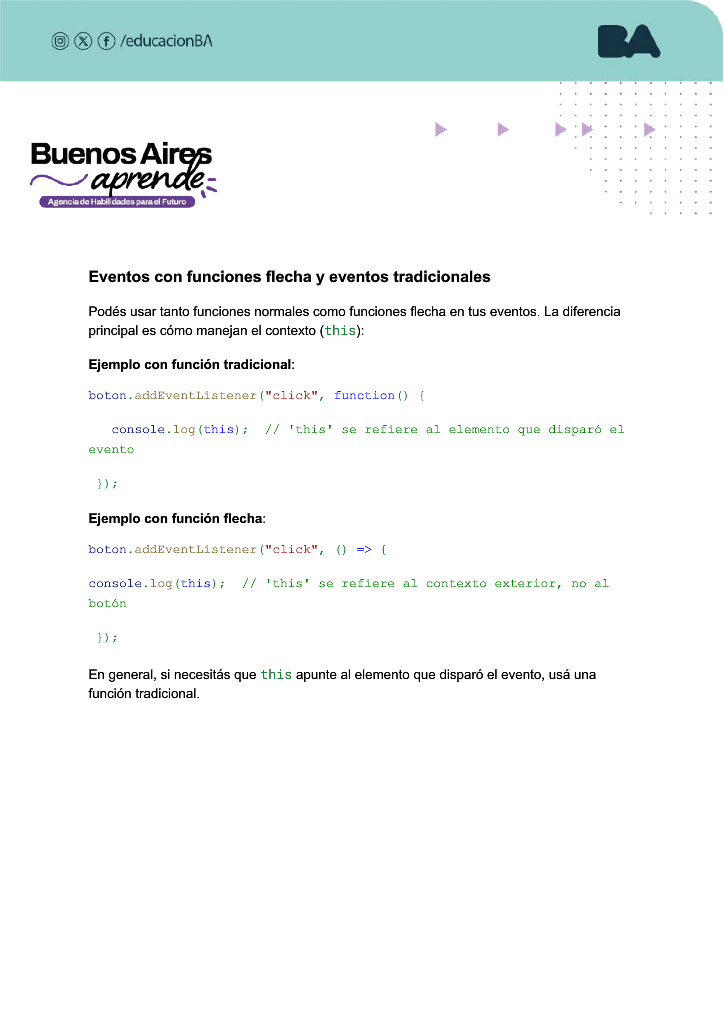 /educacionBA
BA
Buenos Aires
aprende
Agencia de Habilidades para el Futuro
Eventos con funciones flecha y eventos tradicionales
Podés usar tanto funciones normales como funciones flecha en tus eventos. La diferencia
principal es cómo manejan el contexto (this):
Ejemplo con función tradicional:
boton.addEventListener("click", function() {
console.log(this);  // 'this' se refiere al elemento que disparó el
evento
});
Ejemplo con función flecha:
boton.addEventListener("click", () => {
console.log(this);  // 'this' se refiere al contexto exterior, no al
botón
});
En general, si necesitás que this apunte al elemento que disparó el evento, usá una
función tradicional.